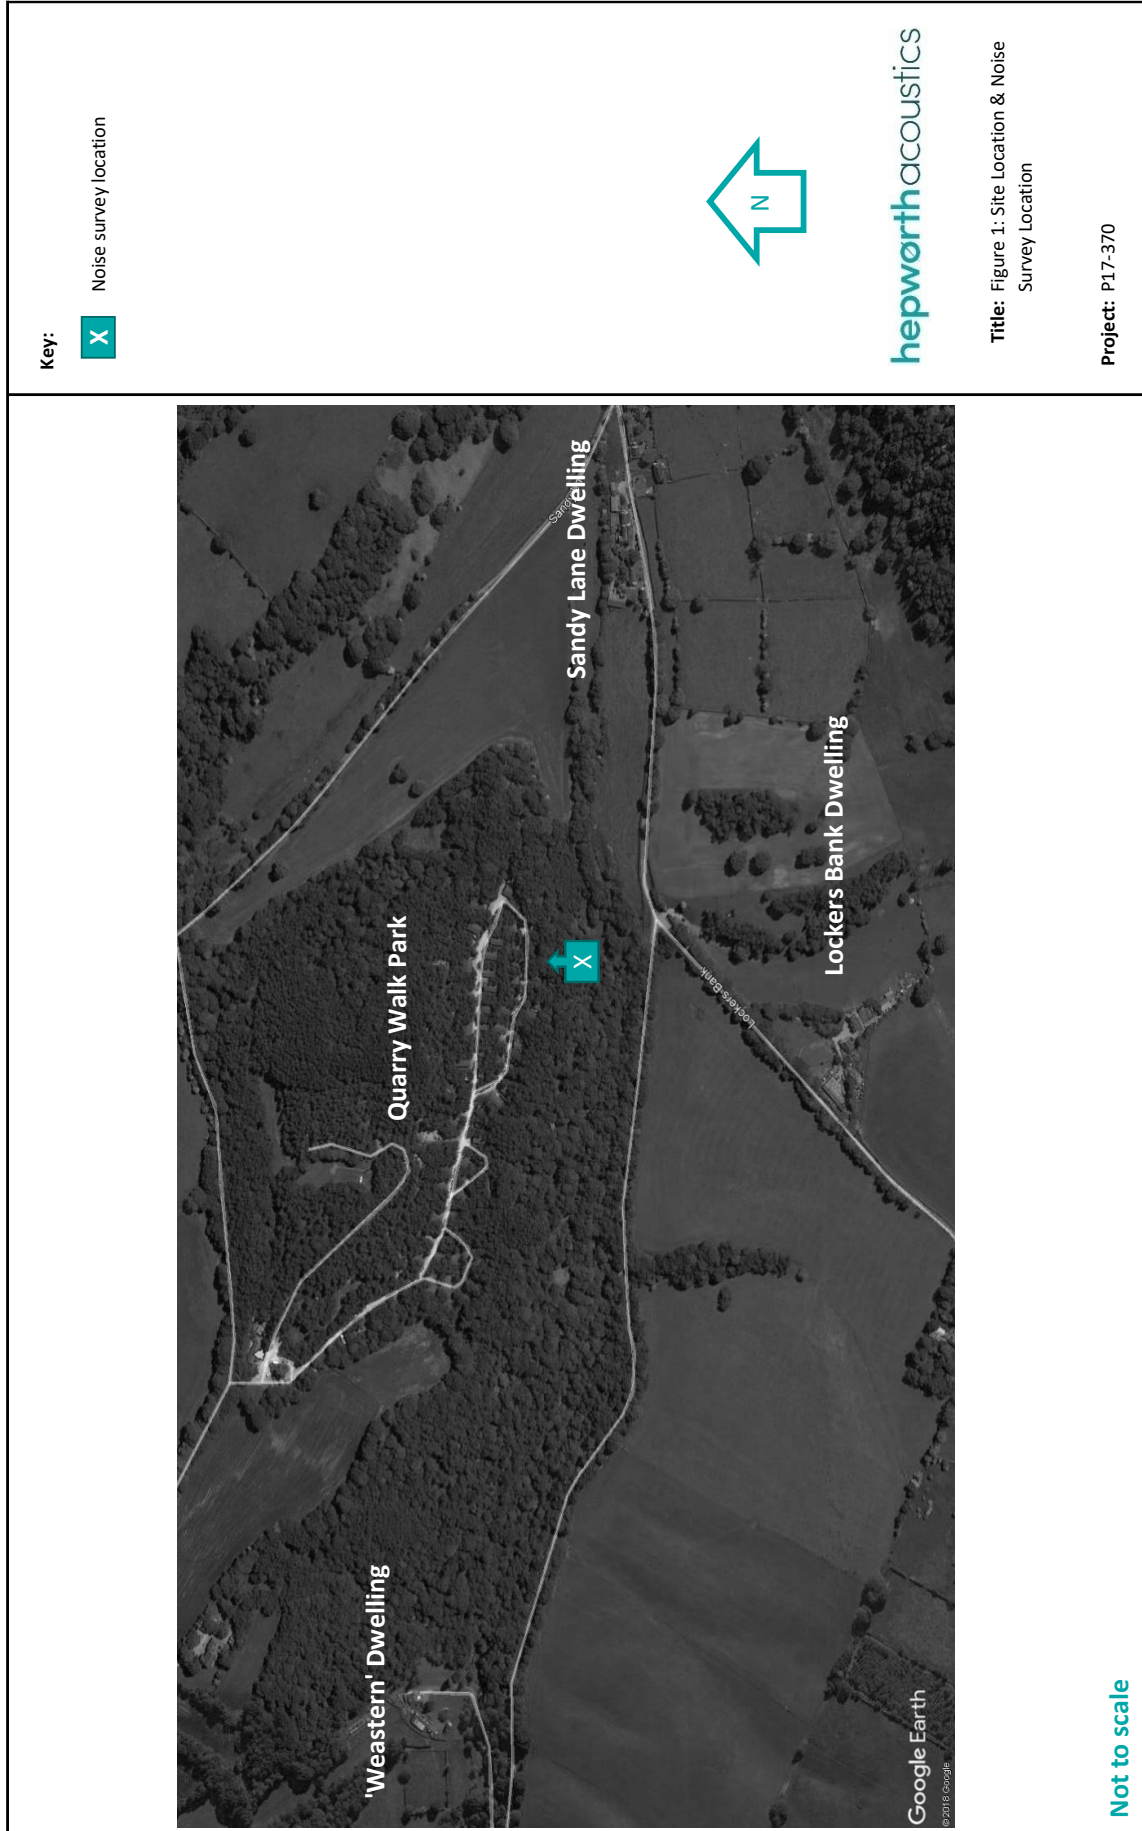 'Weastern' Dwelling
Quarry Walk Park
Sandy Lane Dwelling
Lockers Bank Dwelling
Lockers Bank
X
Google Earth
©2018 Google
Not to scale
Key:
X Noise survey location
N
hepworthacoustics
Title: Figure 1: Site Location & Noise
Survey Location
Project: P17-370